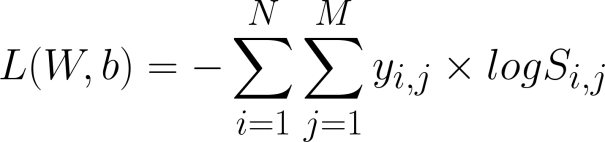 L(W, b) = − ∑_{i=1}^{N} ∑_{j=1}^{M} y_{i,j} × logS_{i,j}